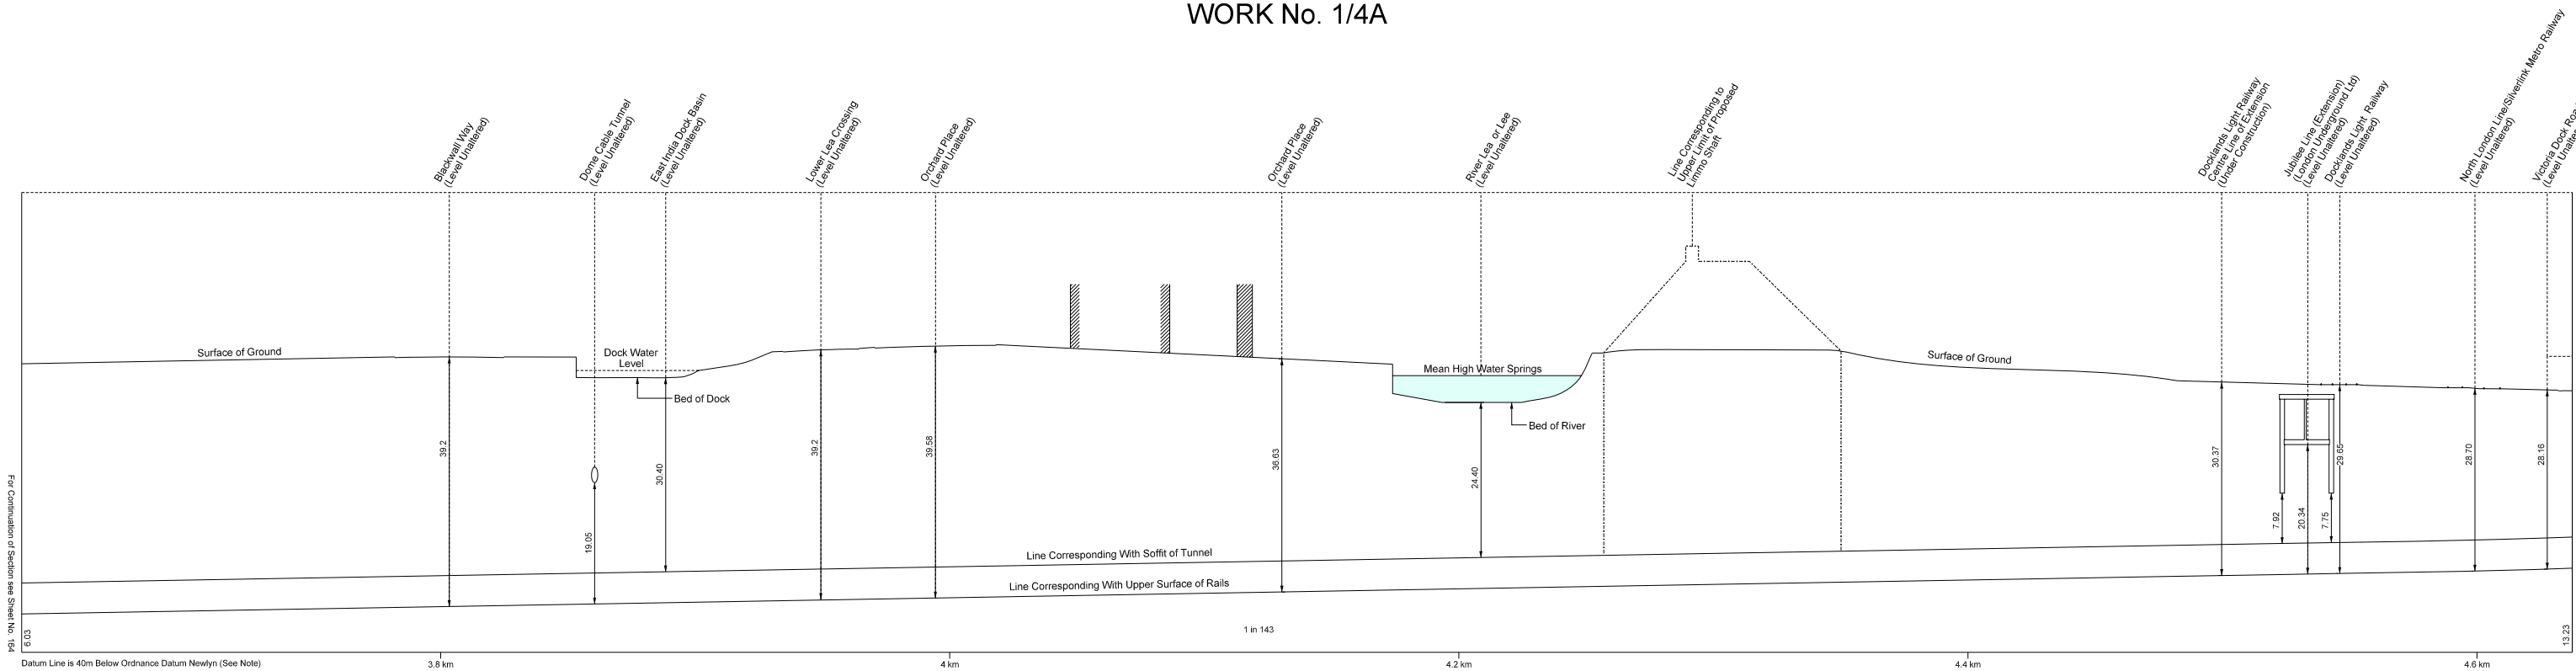 WORK No. 1/4A
Blackwall Way
(Level Unaltered)
Dome Cable Tunnel
(Level Unaltered)
East India Dock Basin
(Level Unaltered)
Lower Lea Crossing
(Level Unaltered)
Orchard Place
(Level Unaltered)
Orchard Place
(Level Unaltered)
River Lea or Lee
(Level Unaltered)
Line Corresponding to
Upper Limit of Proposed
Limmo Shaft
Docklands Light Railway
Centre Line of Extension
(Under Construction)
Jubilee Line (Extension)
(London Underground Ltd)
(Level Unaltered)
Docklands Light Railway
(Level Unaltered)
North London Line/Silverlink Metro Railway
(Level Unaltered)
Victoria Dock Roa
(Level Unalte
Surface of Ground
Dock Water
Level
Bed of Dock
Mean High Water Springs
Bed of River
Surface of Ground
39.2
19.05
30.40
39.2
39.58
36.63
24.40
30.37
7.92
20.34
7.75
29.65
28.70
28.16
Line Corresponding With Soffit of Tunnel
Line Corresponding With Upper Surface of Rails
For Continuation of Section see Sheet No. 164
6.03
1 in 143
13.23
Datum Line is 40m Below Ordnance Datum Newlyn (See Note)
3.8 km
4 km
4.2 km
4.4 km
4.6 km